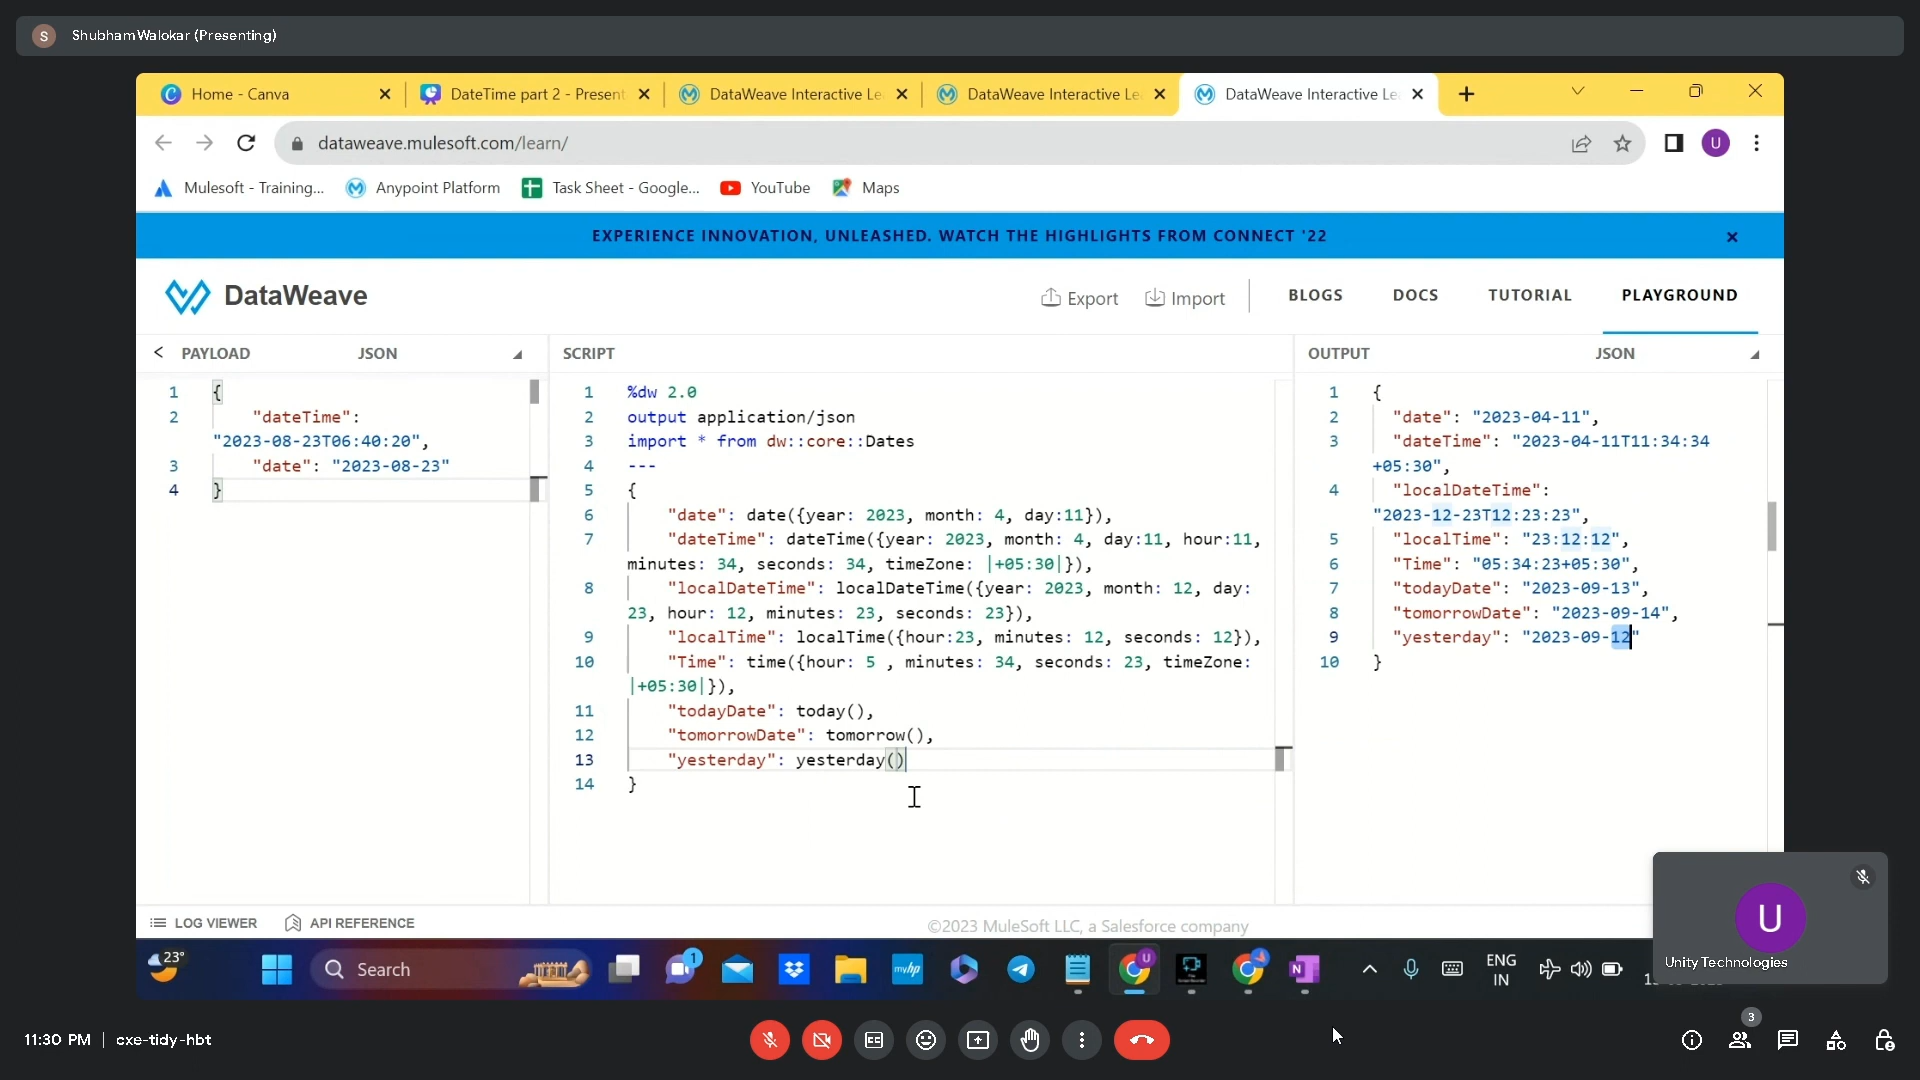 S ShubhamWalokar (Presenting)
Home - Canva
DateTime part 2 - Present
DataWeave Interactive Le
DataWeave Interactive Le
DataWeave Interactive Le
dataweave.mulesoft.com/learn/
U
Mulesoft - Training...
Anypoint Platform
Task Sheet - Google...
YouTube
Maps
EXPERIENCE INNOVATION, UNLEASHED. WATCH THE HIGHLIGHTS FROM CONNECT '22
DataWeave
Export
Import
BLOGS
DOCS
TUTORIAL
PLAYGROUND
PAYLOAD JSON
1 {
2 "dateTime":
"2023-08-23T06:40:20",
3 "date": "2023-08-23"
4 }
SCRIPT
1 %dw 2.0
2 output application/json
3 import * from dw::core::Dates
4 ---
5 {
6 "date": date({year: 2023, month: 4, day:11}),
7 "dateTime": dateTime({year: 2023, month: 4, day:11, hour:11,
minutes: 34, seconds: 34, timeZone: |+05:30|}),
8 "localDateTime": localDateTime({year: 2023, month: 12, day:
23, hour: 12, minutes: 23, seconds: 23}),
9 "localTime": localTime({hour:23, minutes: 12, seconds: 12}),
10 "Time": time({hour: 5 , minutes: 34, seconds: 23, timeZone:
|+05:30|}),
11 "todayDate": today(),
12 "tomorrowDate": tomorrow(),
13 "yesterday": yesterday()
14 }
OUTPUT JSON
1 {
2 "date": "2023-04-11",
3 "dateTime": "2023-04-11T11:34:34
+05:30",
4 "localDateTime":
"2023-12-23T12:23:23",
5 "localTime": "23:12:12",
6 "Time": "05:34:23+05:30",
7 "todayDate": "2023-09-13",
8 "tomorrowDate": "2023-09-14",
9 "yesterday": "2023-09-12"
10 }
LOG VIEWER
API REFERENCE
©2023 MuleSoft LLC, a Salesforce company
U
Unity Technologies
23°
Search
1
myhp
U
N
ENG
IN
11:30 PM | cxe-tidy-hbt
3